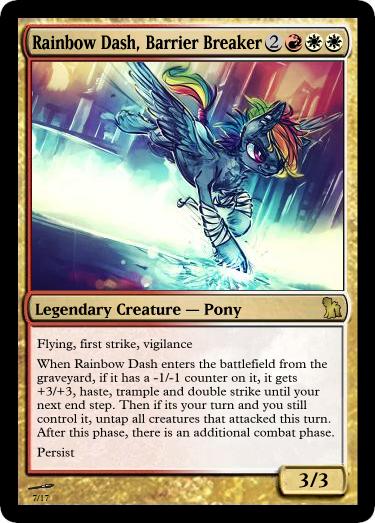 Rainbow Dash, Barrier Breaker 2
Legendary Creature — Pony
Flying, first strike, vigilance
When Rainbow Dash enters the battlefield from the
graveyard, if it has a -1/-1 counter on it, it gets
+3/+3, haste, trample and double strike until your
next end step. Then if its your turn and you still
control it, untap all creatures that attacked this turn.
After this phase, there is an additional combat phase.
Persist
3/3
7/17